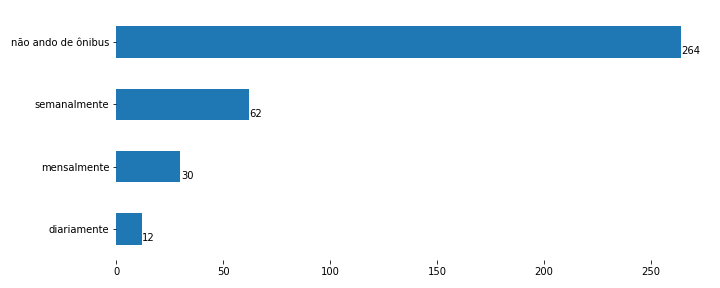 não ando de ônibus
264
semanalmente
62
mensalmente
30
diariamente
12
0 50 100 150 200 250